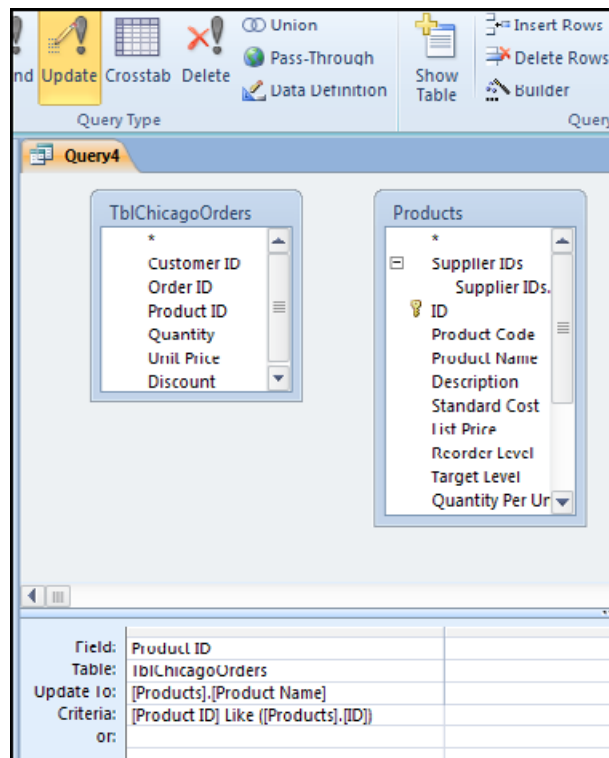 nd Update Crosstab Delete
Union
Pass-Through
Data Definition
Show
Table
Insert Rows
Delete Rows
Builder
Query Type
Query
Query4
TblChicagoOrders
*
Customer ID
Order ID
Product ID
Quantity
Unit Price
Discount
Products
*
Supplier IDs
Supplier IDs.
ID
Product Code
Product Name
Description
Standard Cost
List Price
Reorder Level
Target Level
Quantity Per Un
Field: Product ID
Table: TblChicagoOrders
Update To: [Products].[Product Name]
Criteria: [Product ID] Like ([Products].[ID])
or: